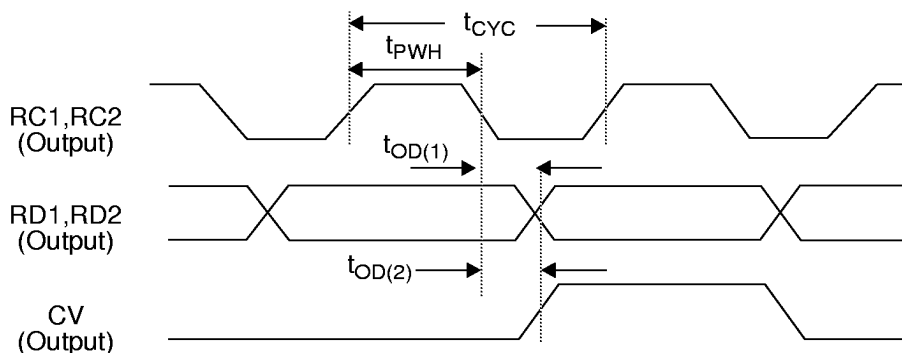 tCYC
tPWH
RC1,RC2
(Output)
tOD(1)
RD1,RD2
(Output)
tOD(2)
CV
(Output)